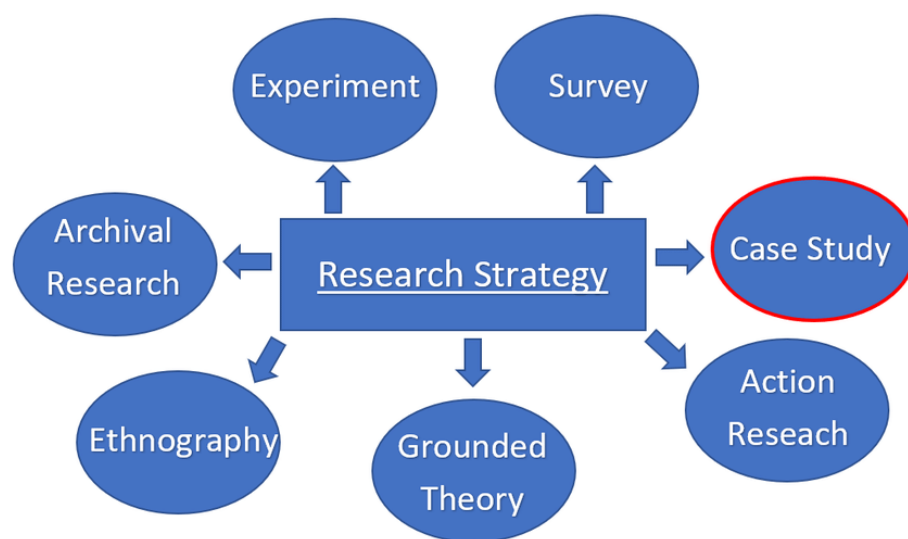 Experiment
Survey
Archival
Research
Research Strategy
Case Study
Ethnography
Grounded
Theory
Action
Reseach